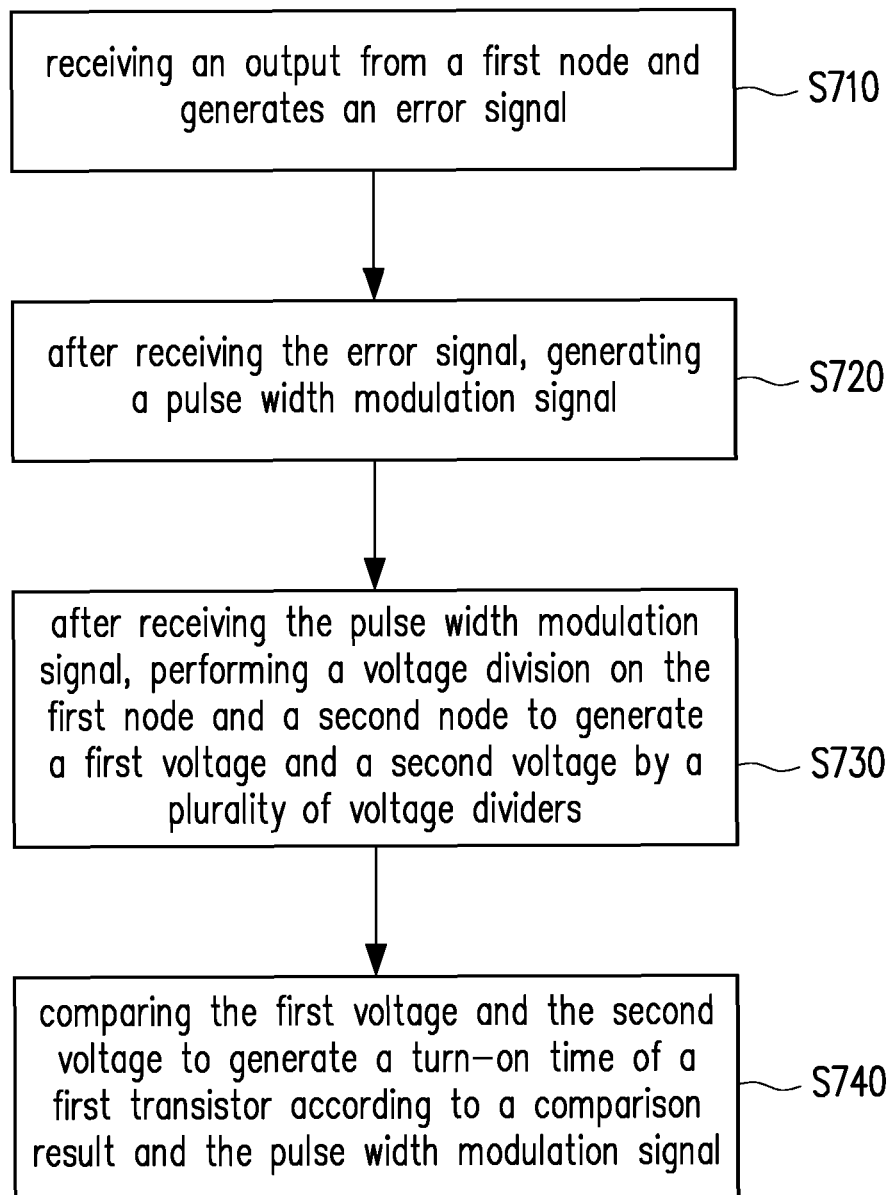 receiving an output from a first node and
generates an error signal
S710
after receiving the error signal, generating
a pulse width modulation signal
S720
after receiving the pulse width modulation
signal, performing a voltage division on the
first node and a second node to generate
a first voltage and a second voltage by a
plurality of voltage dividers
S730
comparing the first voltage and the second
voltage to generate a turn-on time of a
first transistor according to a comparison
result and the pulse width modulation signal
S740